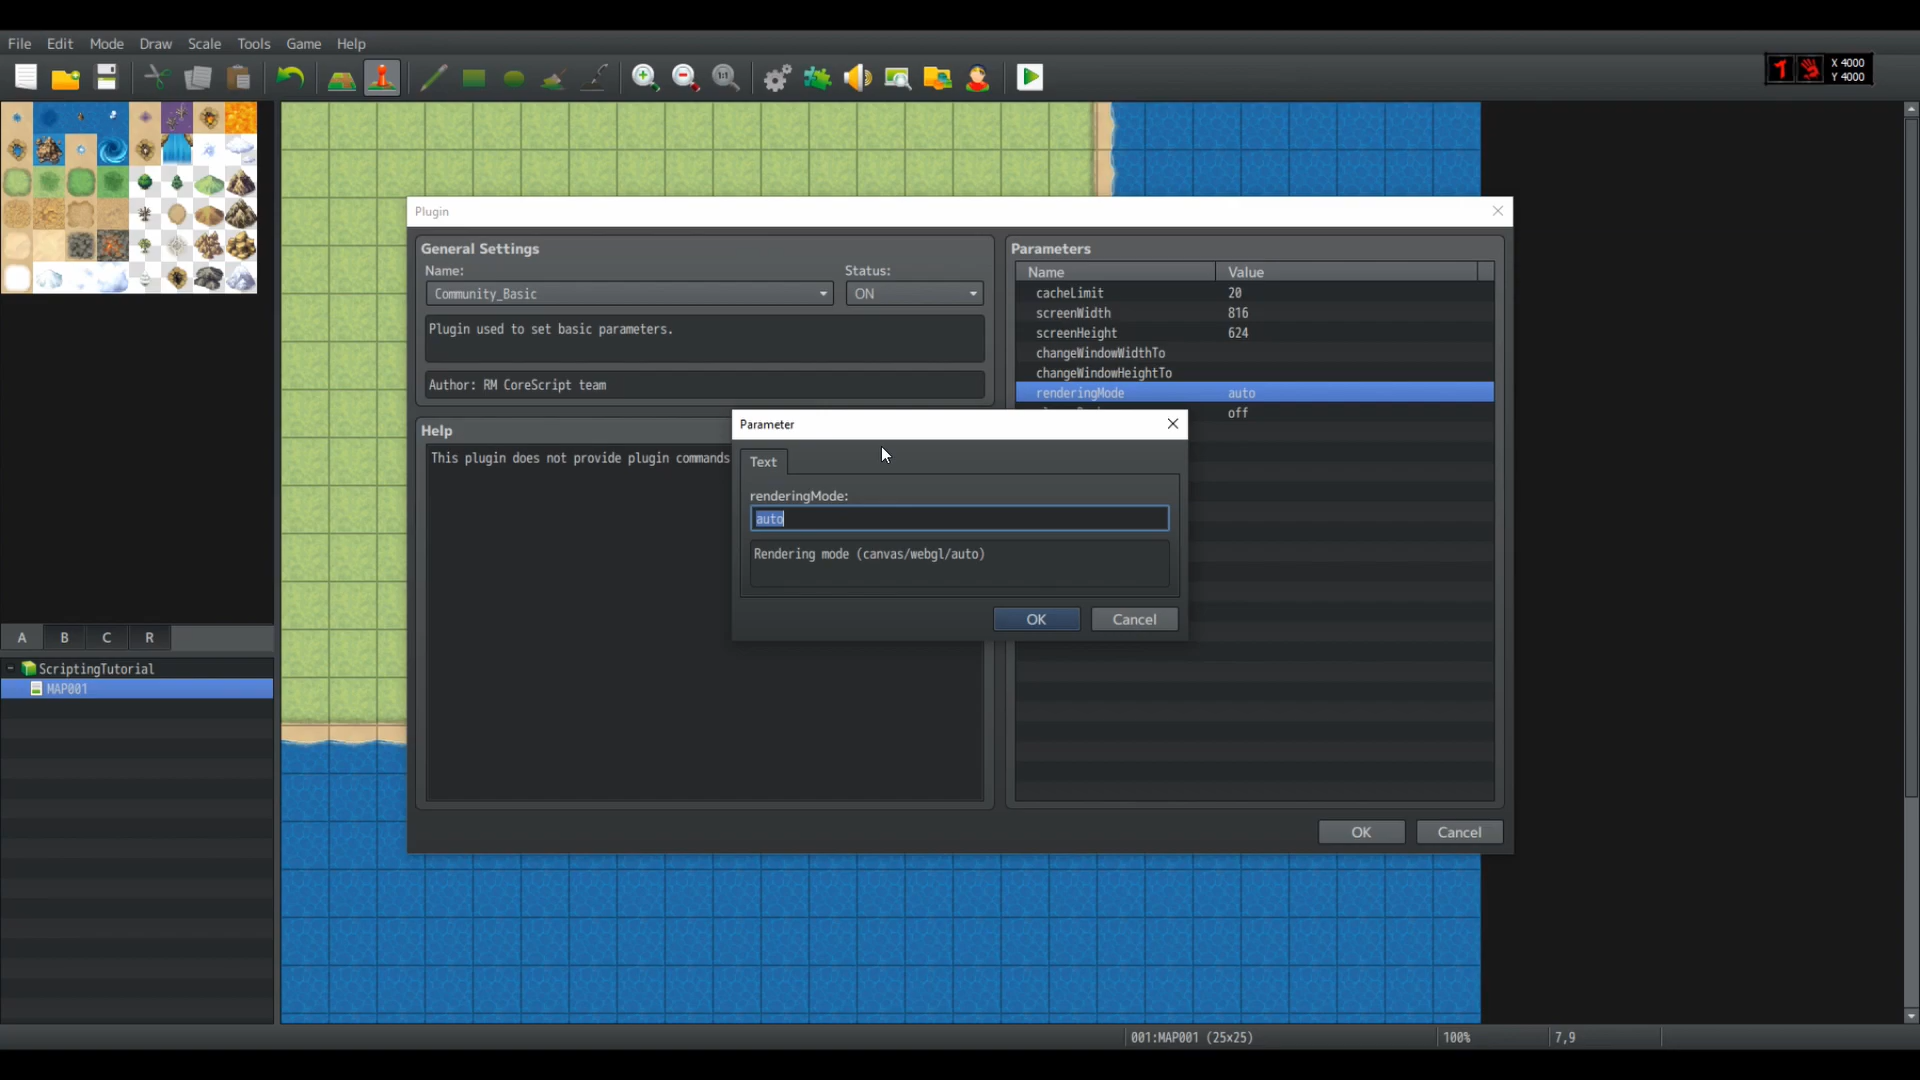 File Edit Mode Draw Scale Tools Game Help
X 4000
Y 4000
1:1
Plugin
General Settings
Name:
Status:
Community_Basic
ON
Plugin used to set basic parameters.
Author: RM CoreScript team
Help
This plugin does not provide plugin commands
Parameters
Name Value
cacheLimit 20
screenWidth 816
screenHeight 624
changeWindowWidthTo
changeWindowHeightTo
renderingMode auto
off
Parameter
Text
renderingMode:
auto
Rendering mode (canvas/webgl/auto)
OK Cancel
OK Cancel
A B C R
ScriptingTutorial
MAP001
001:MAP001 (25x25) 100% 7,9